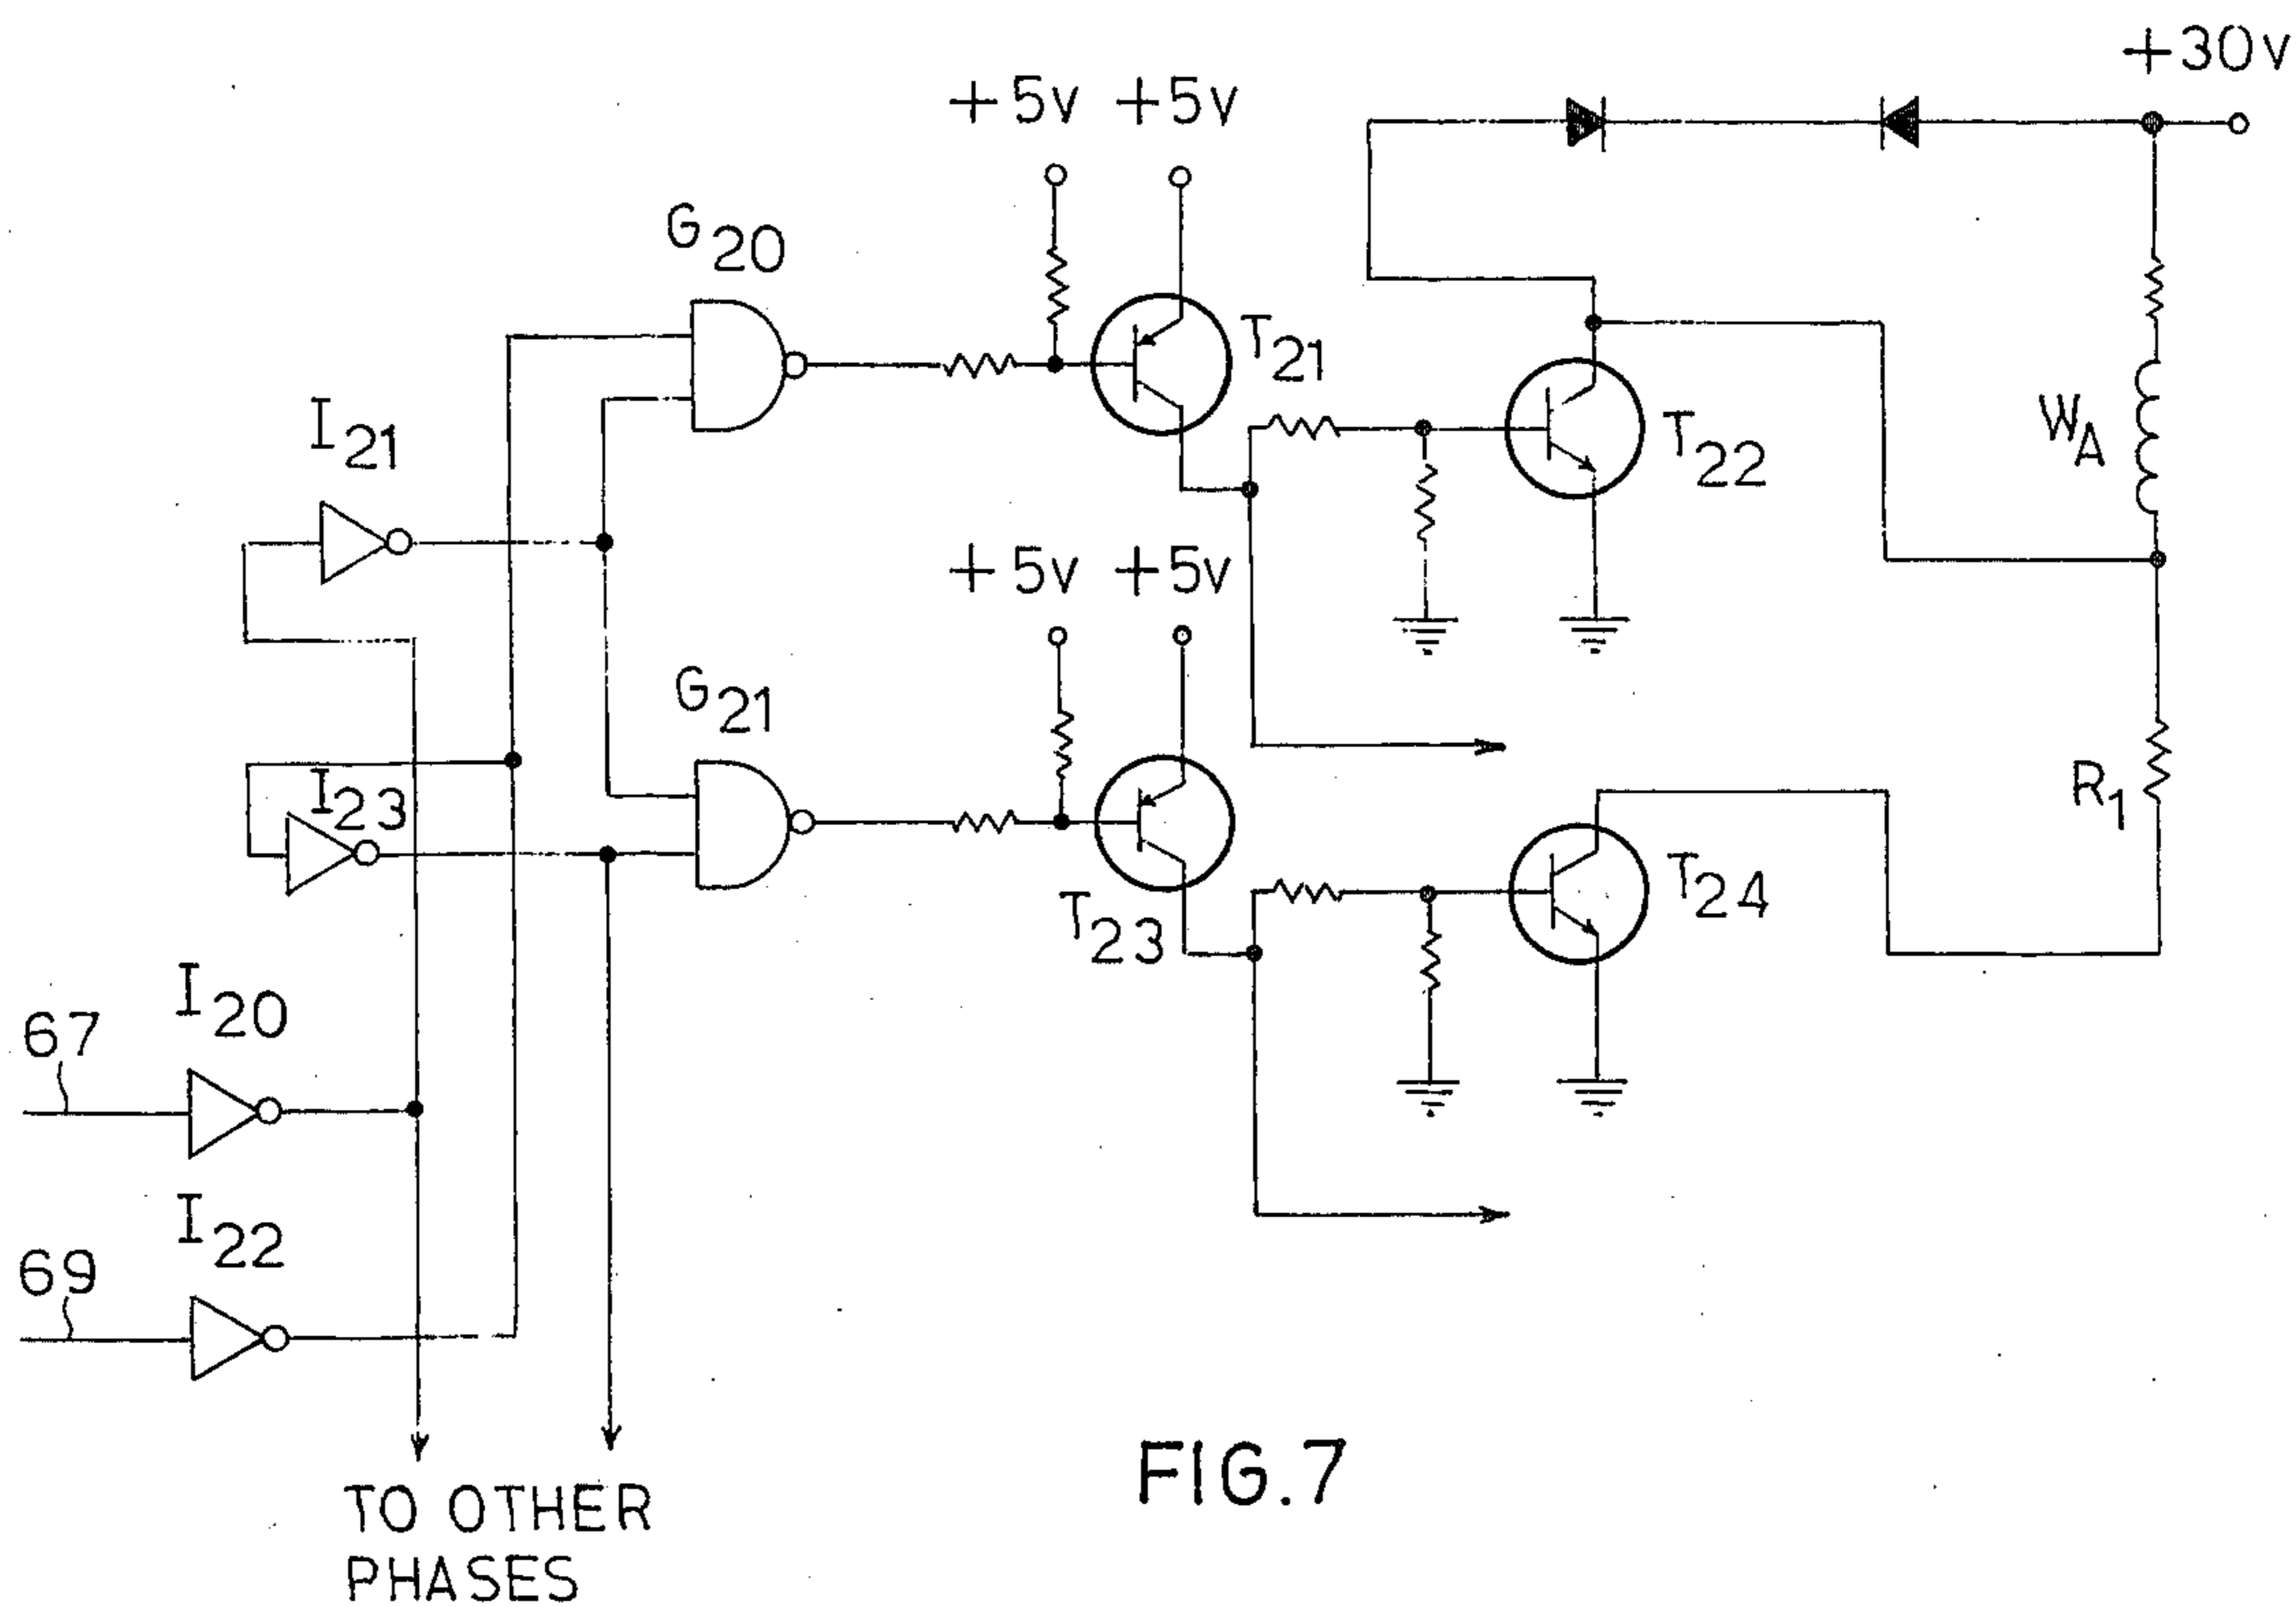 +30v
+5v +5v
G20
T21
I21
T22
WA
+5v +5v
G21
I23
R1
T24
T23
I20
67
I22
69
FIG.7
TO OTHER
PHASES